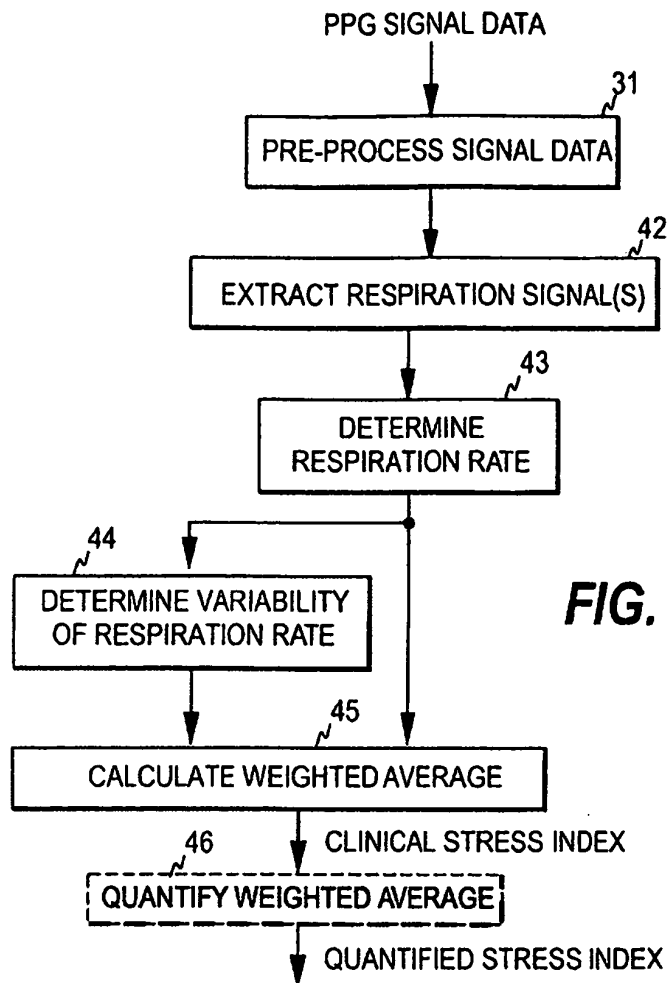 PPG SIGNAL DATA
31
PRE-PROCESS SIGNAL DATA
42
EXTRACT RESPIRATION SIGNAL(S)
43
DETERMINE
RESPIRATION RATE
44
DETERMINE VARIABILITY
OF RESPIRATION RATE
FIG.
45
CALCULATE WEIGHTED AVERAGE
CLINICAL STRESS INDEX
46
QUANTIFY WEIGHTED AVERAGE
QUANTIFIED STRESS INDEX